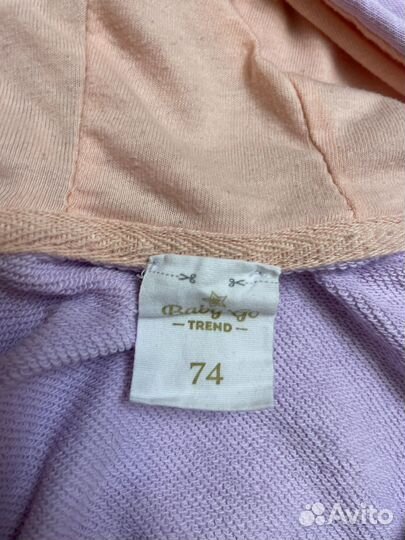 Baby go
— TREND —
74
Avito